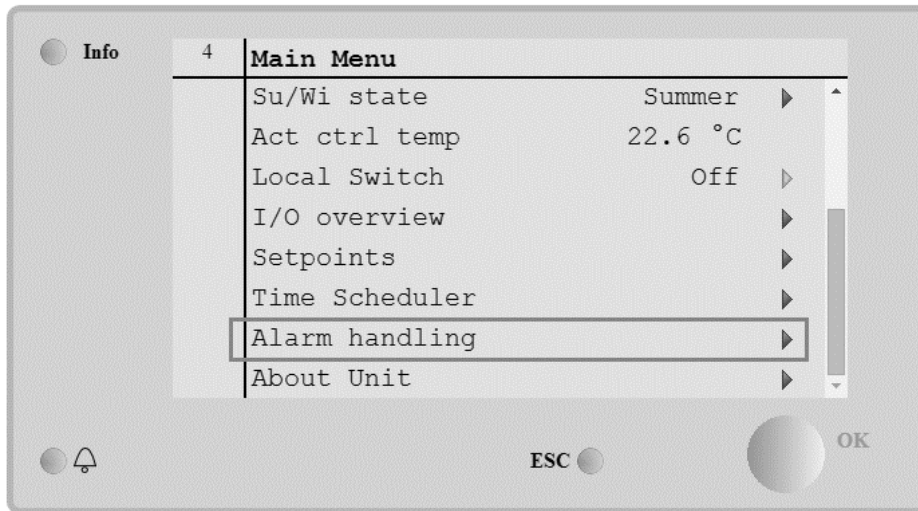 Info
4 Main Menu
Su/Wi state Summer
Act ctrl temp 22.6 °C
Local Switch Off
I/O overview
Setpoints
Time Scheduler
Alarm handling
About Unit
ESC
OK